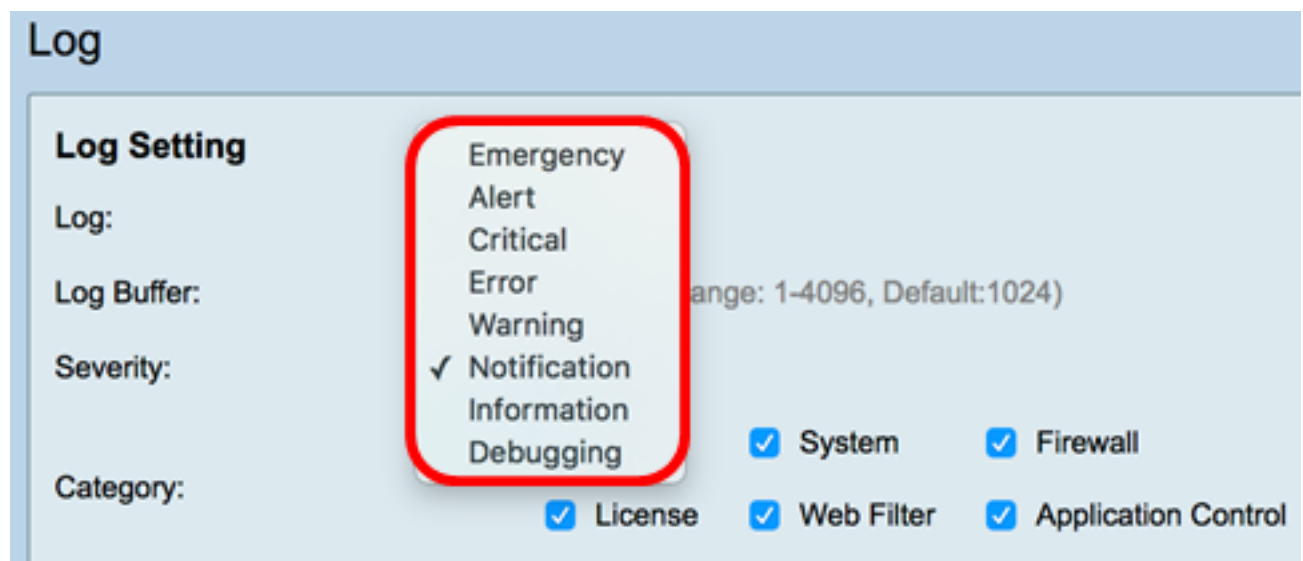 Log
Log Setting
Emergency
Alert
Log:
Critical
Error
Log Buffer:
ange: 1-4096, Default:1024)
Warning
Severity:
✓ Notification
Information
Debugging
System
Firewall
Category:
License
Web Filter
Application Control